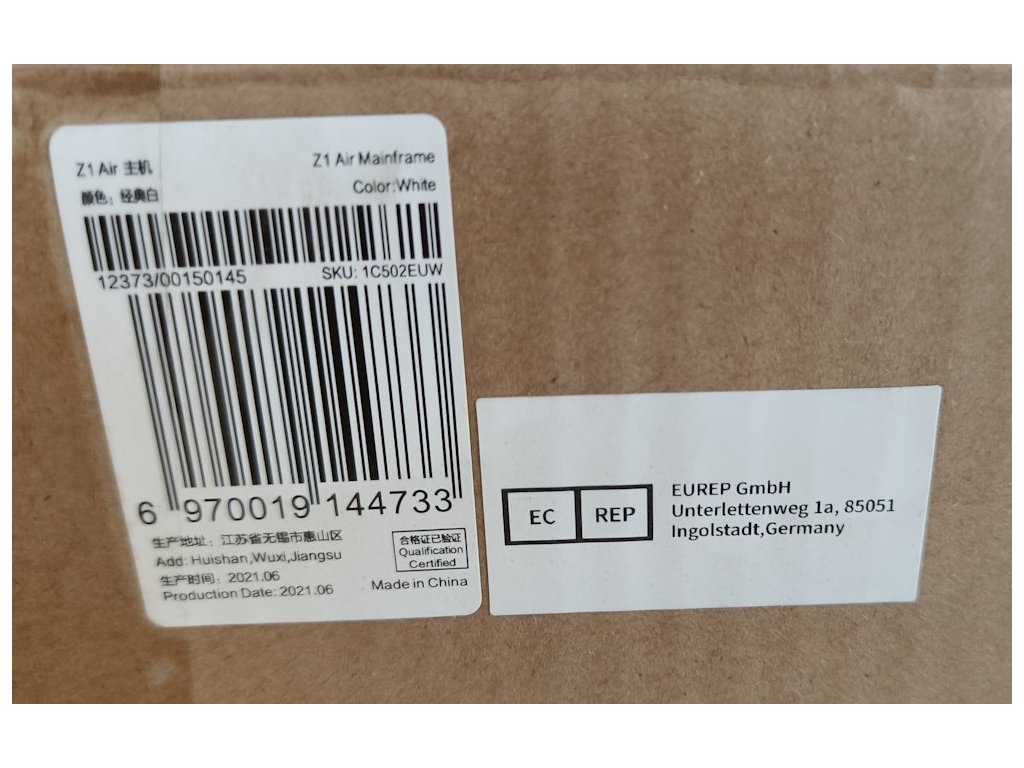 Z1 Air 主机
Z1 Air Mainframe
颜色：经典白
Color:White
12373/00150145
SKU: 1C502EUW
6 970019 144733
生产地址：江苏省无锡市惠山区
Add: Huishan,Wuxi,Jiangsu
生产时间：2021.06
Production Date: 2021.06
合格证已验证
Qualification
Certified
Made in China
EC REP
EUREP GmbH
Unterlettenweg 1a, 85051
Ingolstadt,Germany